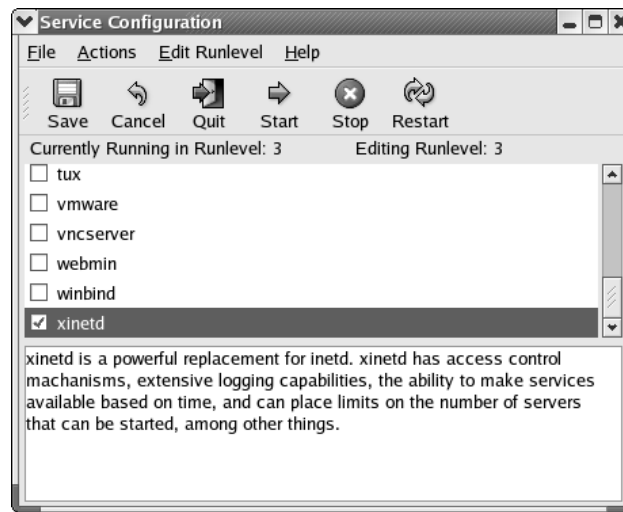 Service Configuration
File Actions Edit Runlevel Help
Save Cancel Quit Start Stop Restart
Currently Running in Runlevel: 3 Editing Runlevel: 3
tux
vmware
vncserver
webmin
winbind
xinetd
xinetd is a powerful replacement for inetd. xinetd has access control
machanisms, extensive logging capabilities, the ability to make services
available based on time, and can place limits on the number of servers
that can be started, among other things.